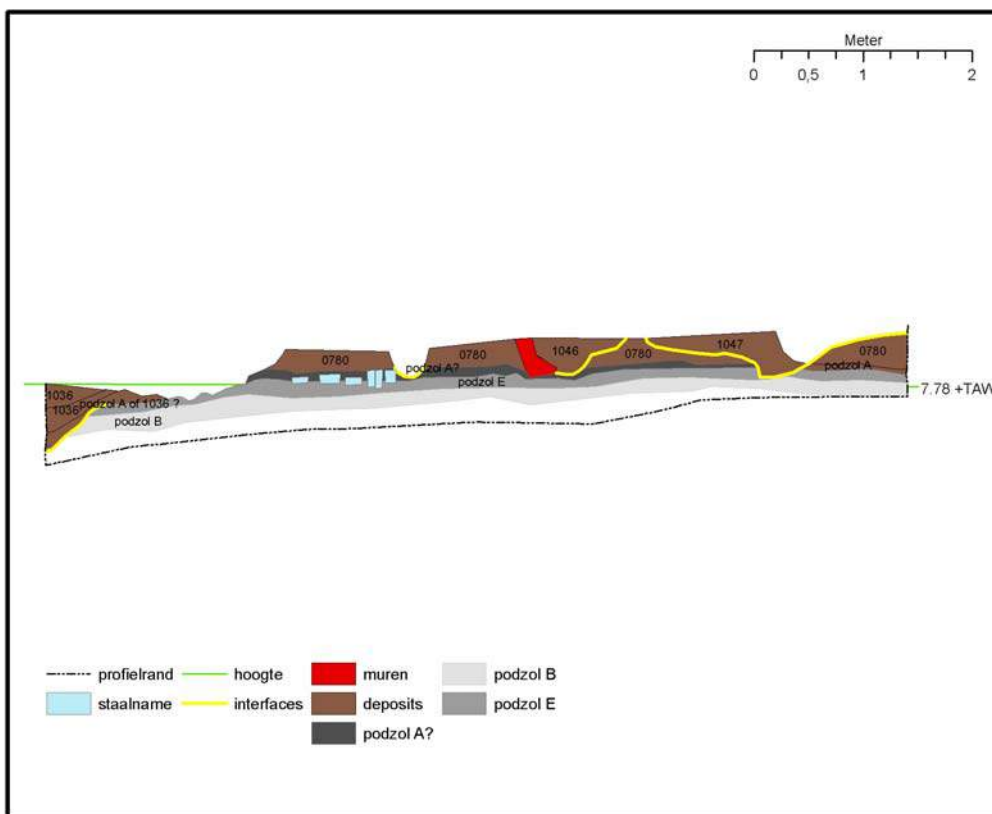 Meter
0 0,5 1 2
0780 0780 1046 0780 1047 0780
podzol A? podzol A
podzol E
7.78 +TAW
1036
1036 podzol A of 1036 ?
podzol B
profielrand hoogte muren podzol B
staalname interfaces deposits podzol E
podzol A?